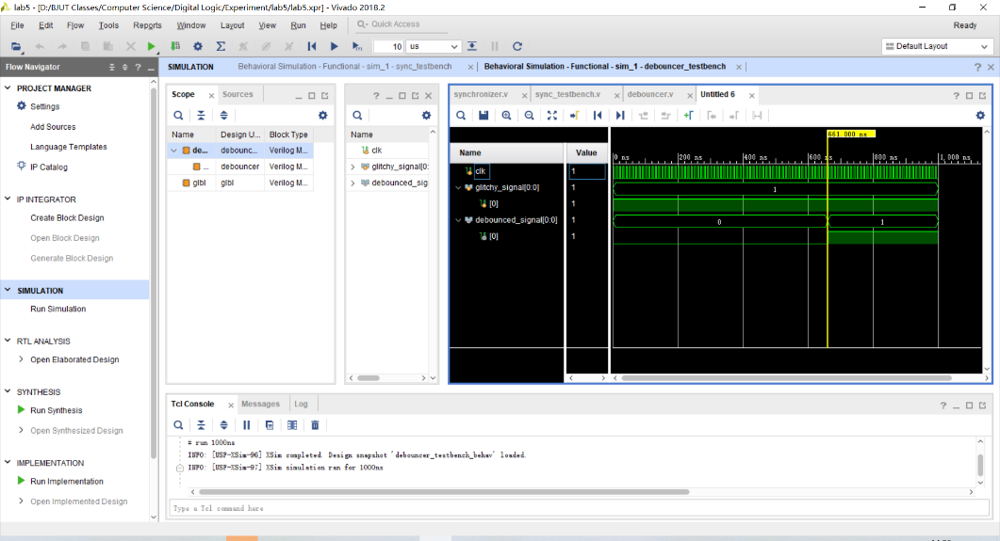 lab5 - [D:/BJUT Classes/Computer Science/Digital Logic/Experiment/lab5/lab5.xpr] - Vivado 2018.2
File Edit Flow Tools Reports Window Layout View Run Help Quick Access Ready
10 us Default Layout
Flow Navigator
PROJECT MANAGER
Settings
Add Sources
Language Templates
IP Catalog
IP INTEGRATOR
Create Block Design
Open Block Design
Generate Block Design
SIMULATION
Run Simulation
RTL ANALYSIS
Open Elaborated Design
SYNTHESIS
Run Synthesis
Open Synthesized Design
IMPLEMENTATION
Run Implementation
Open Implemented Design
SIMULATION Behavioral Simulation - Functional - sim_1 - sync_testbench Behavioral Simulation - Functional - sim_1 - debouncer_testbench
Scope Sources
Name Design U... Block Type
de... debounc... Verilog M...
... debouncer Verilog M...
glbl glbl Verilog M...
Name
clk
glitchy_signal[0:
debounced_sig
synchronizer.v sync_testbench.v debouncer.v Untitled 6
661.000 ns
Name Value 0 ns 200 ns 400 ns 600 ns 800 ns 1,000 ns
clk 1
glitchy_signal[0:0] 1 1
[0] 1
debounced_signal[0:0] 1 0 1
[0] 1
Tcl Console Messages Log
# run 1000ns
INFO: [USF-XSim-96] XSim completed. Design snapshot 'debouncer_testbench_behav' loaded.
INFO: [USF-XSim-97] XSim simulation ran for 1000ns
Type a Tcl command here